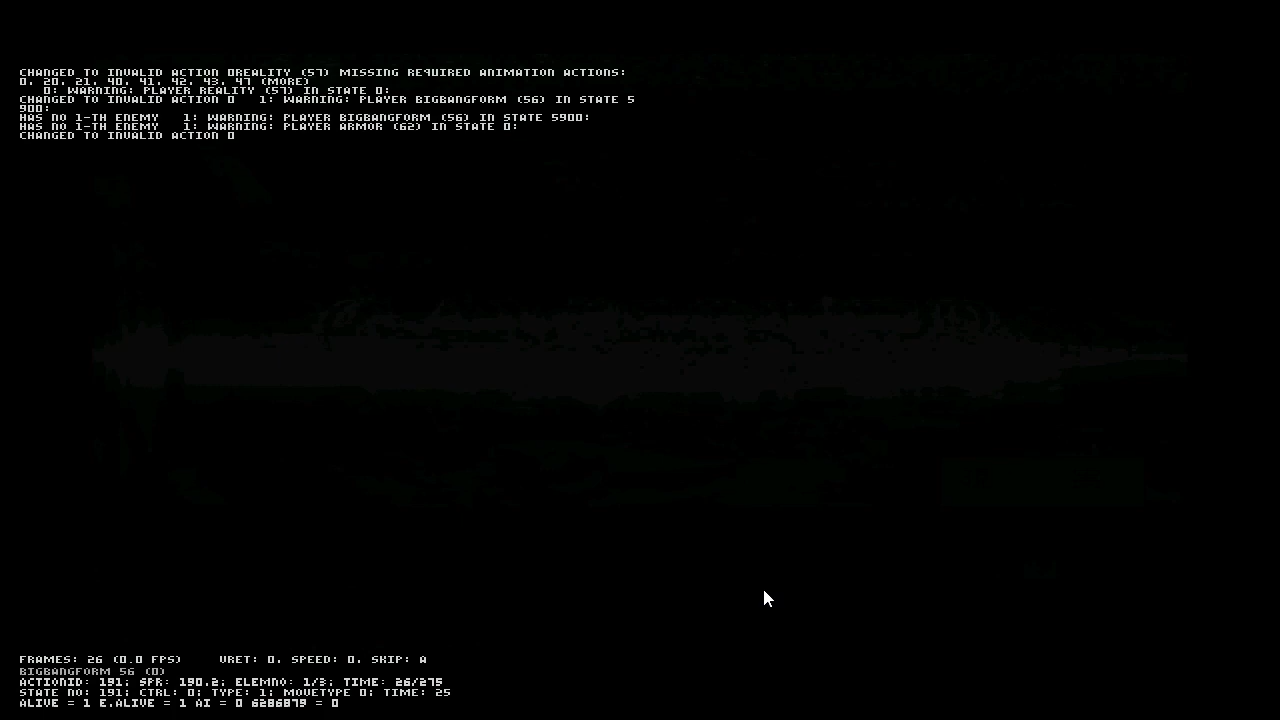 CHANGED TO INVALID ACTION 0REALITY (57) MISSING REQUIRED ANIMATION ACTIONS:
0, 20, 21, 40, 41, 42, 43, 47 (MORE)
0: WARNING: PLAYER REALITY (57) IN STATE 0:
CHANGED TO INVALID ACTION 0 1: WARNING: PLAYER BIGBANGFORM (56) IN STATE 5
900:
HAS NO 1-TH ENEMY 1: WARNING: PLAYER BIGBANGFORM (56) IN STATE 5900:
HAS NO 1-TH ENEMY 1: WARNING: PLAYER ARMOR (62) IN STATE 0:
CHANGED TO INVALID ACTION 0
FRAMES: 26 (0.0 FPS) VRET: 0, SPEED: 0, SKIP: A
BIGBANGFORM 56 (0)
ACTIONID: 191; SPR: 190,2; ELEMNO: 1/3; TIME: 26/275
STATE NO: 191; CTRL: 0; TYPE: 1; MOVETYPE 0; TIME: 25
ALIVE = 1 E.ALIVE = 1 AI = 0 6286879 = 0